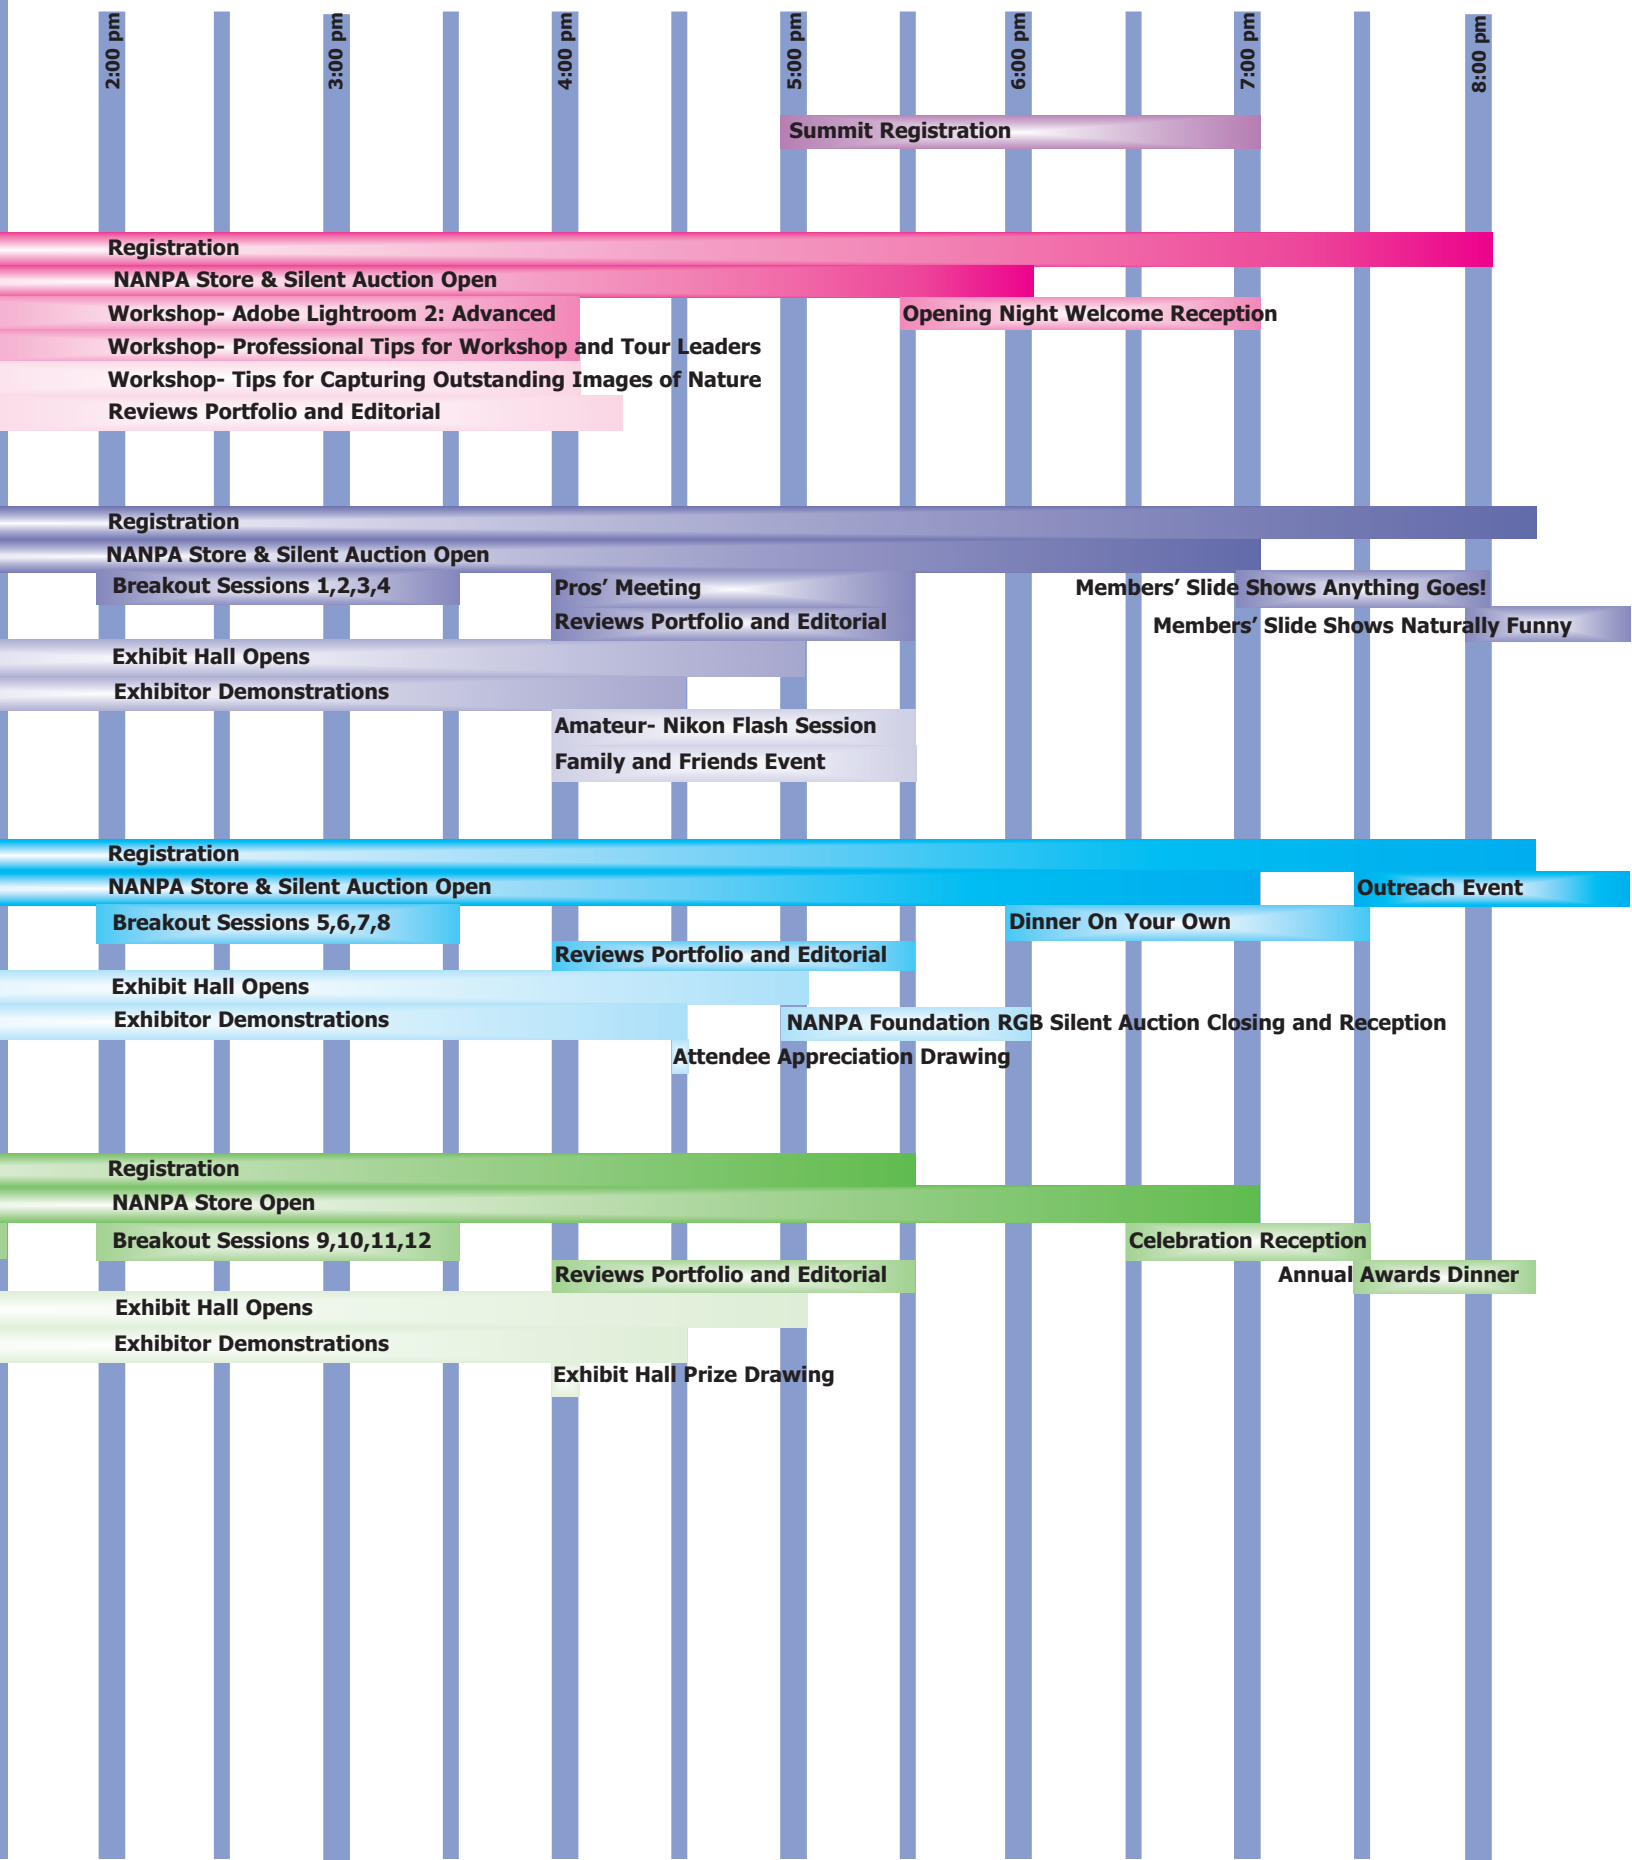 2:00 pm
3:00 pm
4:00 pm
5:00 pm
6:00 pm
7:00 pm
8:00 pm
Summit Registration
Registration
NANPA Store & Silent Auction Open
Workshop- Adobe Lightroom 2: Advanced
Opening Night Welcome Reception
Workshop- Professional Tips for Workshop and Tour Leaders
Workshop- Tips for Capturing Outstanding Images of Nature
Reviews Portfolio and Editorial
Registration
NANPA Store & Silent Auction Open
Breakout Sessions 1,2,3,4
Pros’ Meeting
Members’ Slide Shows Anything Goes!
Reviews Portfolio and Editorial
Members’ Slide Shows Naturally Funny
Exhibit Hall Opens
Exhibitor Demonstrations
Amateur- Nikon Flash Session
Family and Friends Event
Registration
NANPA Store & Silent Auction Open
Outreach Event
Breakout Sessions 5,6,7,8
Dinner On Your Own
Reviews Portfolio and Editorial
Exhibit Hall Opens
Exhibitor Demonstrations
NANPA Foundation RGB Silent Auction Closing and Reception
Attendee Appreciation Drawing
Registration
NANPA Store Open
Breakout Sessions 9,10,11,12
Celebration Reception
Reviews Portfolio and Editorial
Annual Awards Dinner
Exhibit Hall Opens
Exhibitor Demonstrations
Exhibit Hall Prize Drawing